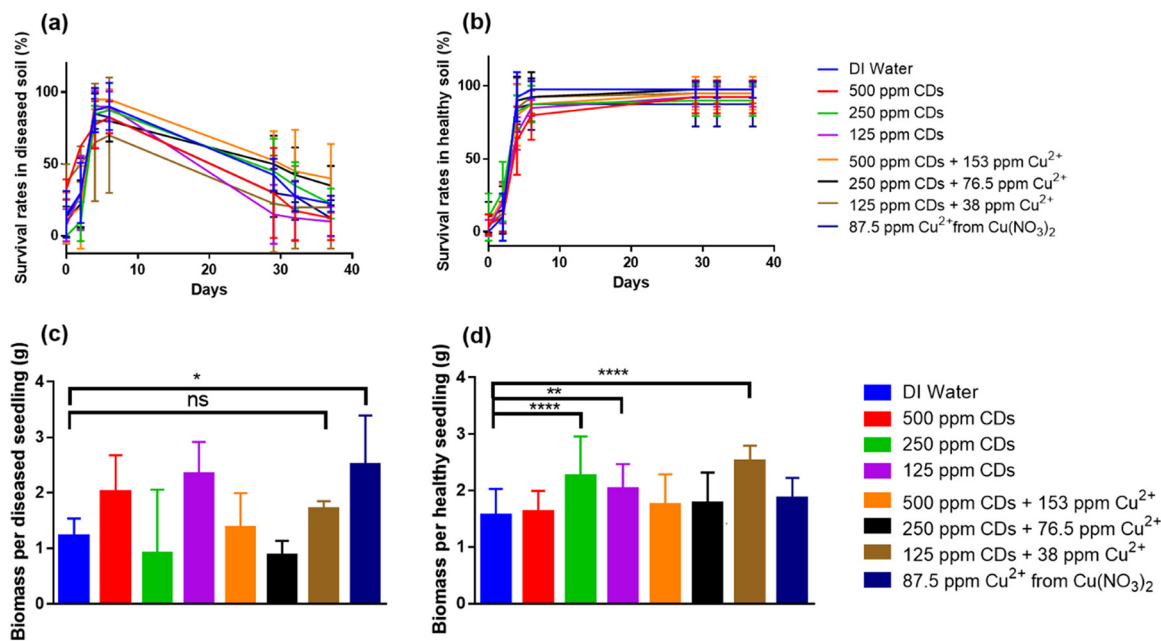 (a)
Survival rates in diseased soil (%)
100
50
0
0
10
20
30
40
Days
(b)
Survival rates in healthy soil (%)
100
50
0
0
10
20
30
40
Days
DI Water
500 ppm CDs
250 ppm CDs
125 ppm CDs
500 ppm CDs + 153 ppm Cu²⁺
250 ppm CDs + 76.5 ppm Cu²⁺
125 ppm CDs + 38 ppm Cu²⁺
87.5 ppm Cu²⁺from Cu(NO₃)₂
(c)
Biomass per diseased seedling (g)
4
3
2
1
0
*
ns
(d)
Biomass per healthy seedling (g)
4
3
2
1
0
****
**
****
DI Water
500 ppm CDs
250 ppm CDs
125 ppm CDs
500 ppm CDs + 153 ppm Cu²⁺
250 ppm CDs + 76.5 ppm Cu²⁺
125 ppm CDs + 38 ppm Cu²⁺
87.5 ppm Cu²⁺ from Cu(NO₃)₂